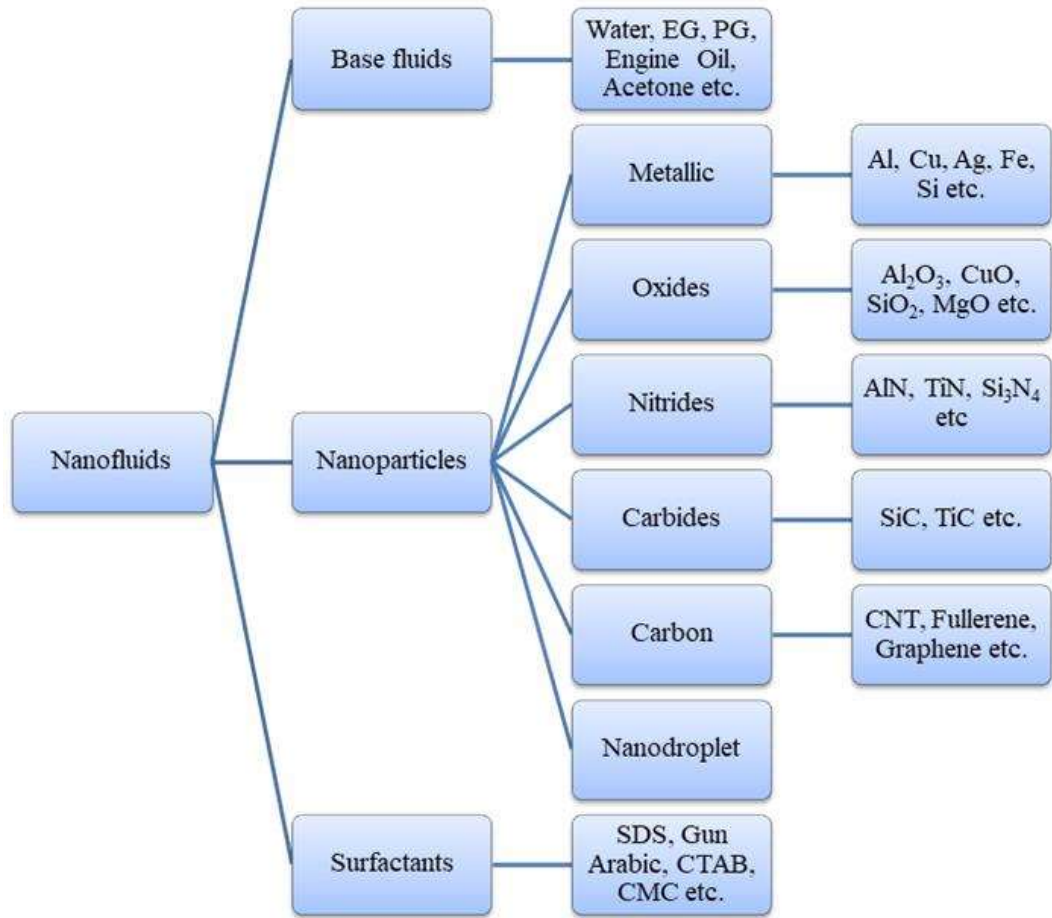 Base fluids
Water, EG, PG,
Engine Oil,
Acetone etc.
Metallic
Al, Cu, Ag, Fe,
Si etc.
Oxides
Al₂O₃, CuO,
SiO₂, MgO etc.
Nitrides
AlN, TiN, Si₃N₄
etc
Nanofluids
Nanoparticles
Carbides
SiC, TiC etc.
Carbon
CNT, Fullerene,
Graphene etc.
Nanodroplet
Surfactants
SDS, Gun
Arabic, CTAB,
CMC etc.